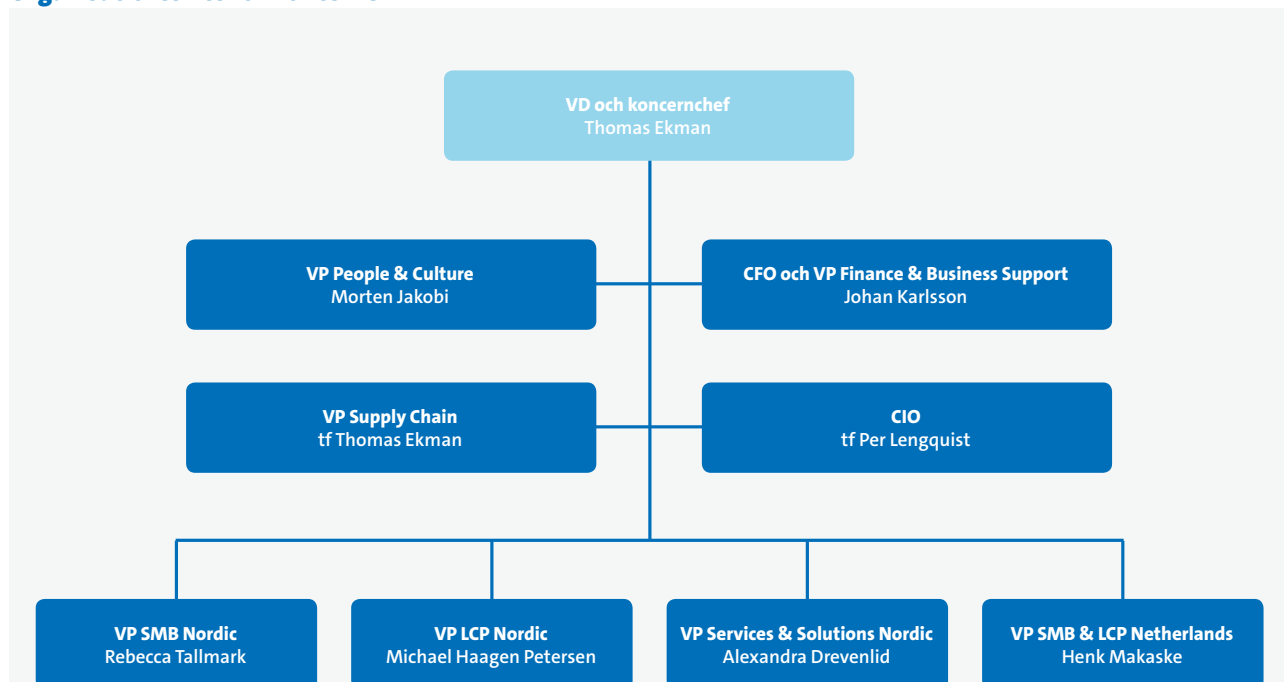 VD och koncernchef
Thomas Ekman
VP People & Culture
Morten Jakobi
CFO och VP Finance & Business Support
Johan Karlsson
VP Supply Chain
tf Thomas Ekman
CIO
tf Per Lengquist
VP SMB Nordic
Rebecca Tallmark
VP LCP Nordic
Michael Haagen Petersen
VP Services & Solutions Nordic
Alexandra Drevenlid
VP SMB & LCP Netherlands
Henk Makaske